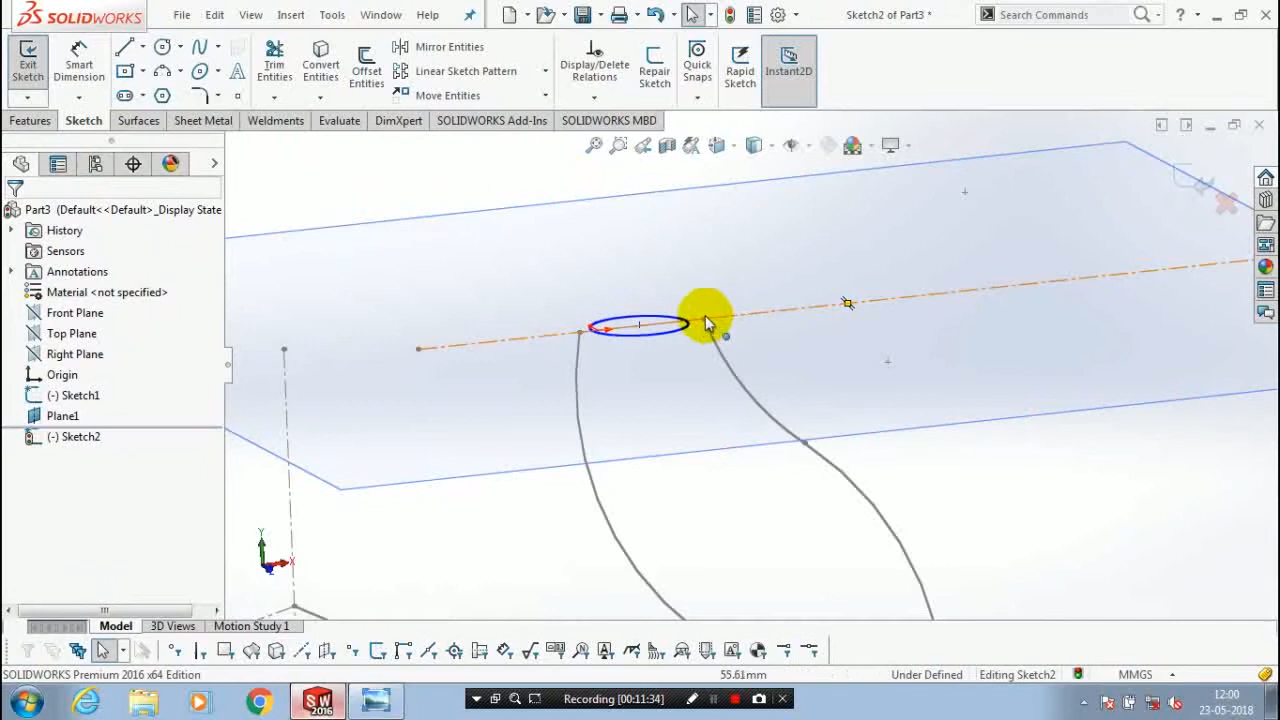 SOLIDWORKS
File Edit View Insert Tools Window Help
Sketch2 of Part3 *
Search Commands
?
Exit Sketch
Smart Dimension
Trim Entities
Convert Entities
Offset Entities
Mirror Entities
Linear Sketch Pattern
Move Entities
Display/Delete Relations
Repair Sketch
Quick Snaps
Rapid Sketch
Instant2D
Features Sketch Surfaces Sheet Metal Weldments Evaluate DimXpert SOLIDWORKS Add-Ins SOLIDWORKS MBD
Part3 (Default<<Default>_Display State
History
Sensors
Annotations
Material <not specified>
Front Plane
Top Plane
Right Plane
Origin
(-) Sketch1
Plane1
(-) Sketch2
Y
X
Model 3D Views Motion Study 1
SOLIDWORKS Premium 2016 x64 Edition
55.61mm Under Defined Editing Sketch2 MMGS
SW 2016
Recording [00:11:34]
12:00
23-05-2018